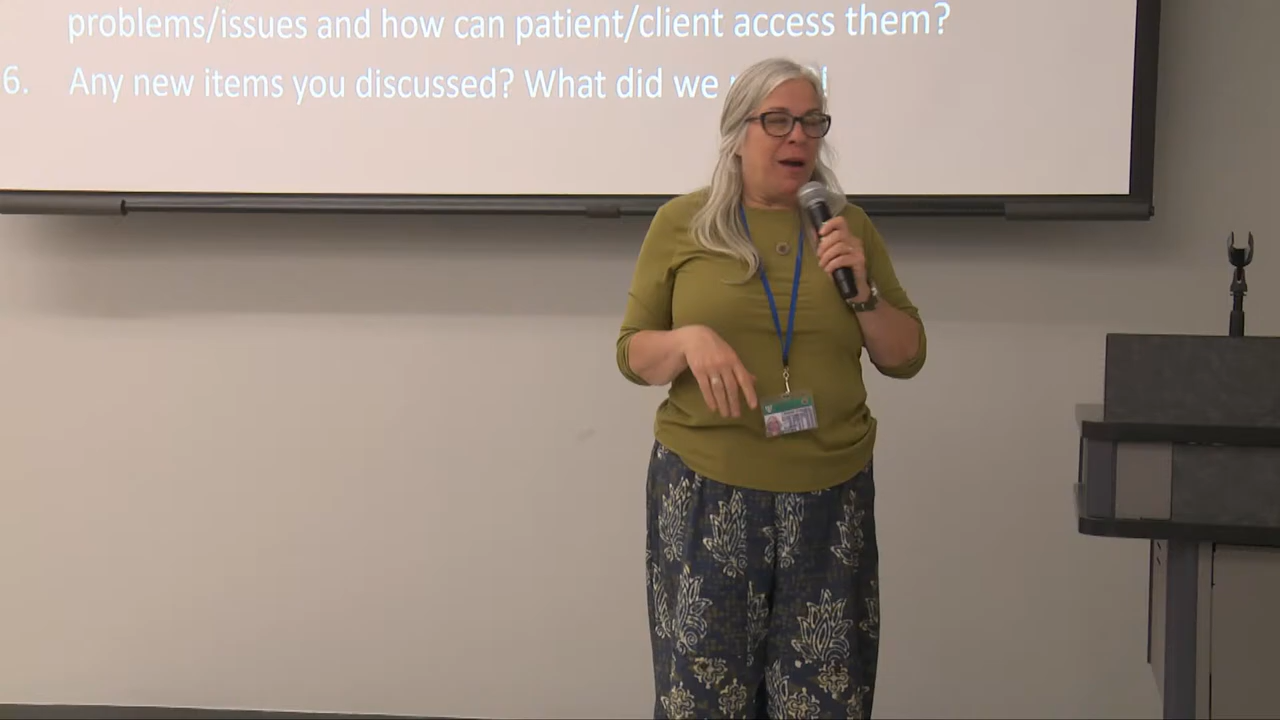 problems/issues and how can patient/client access them?
6. Any new items you discussed? What did we